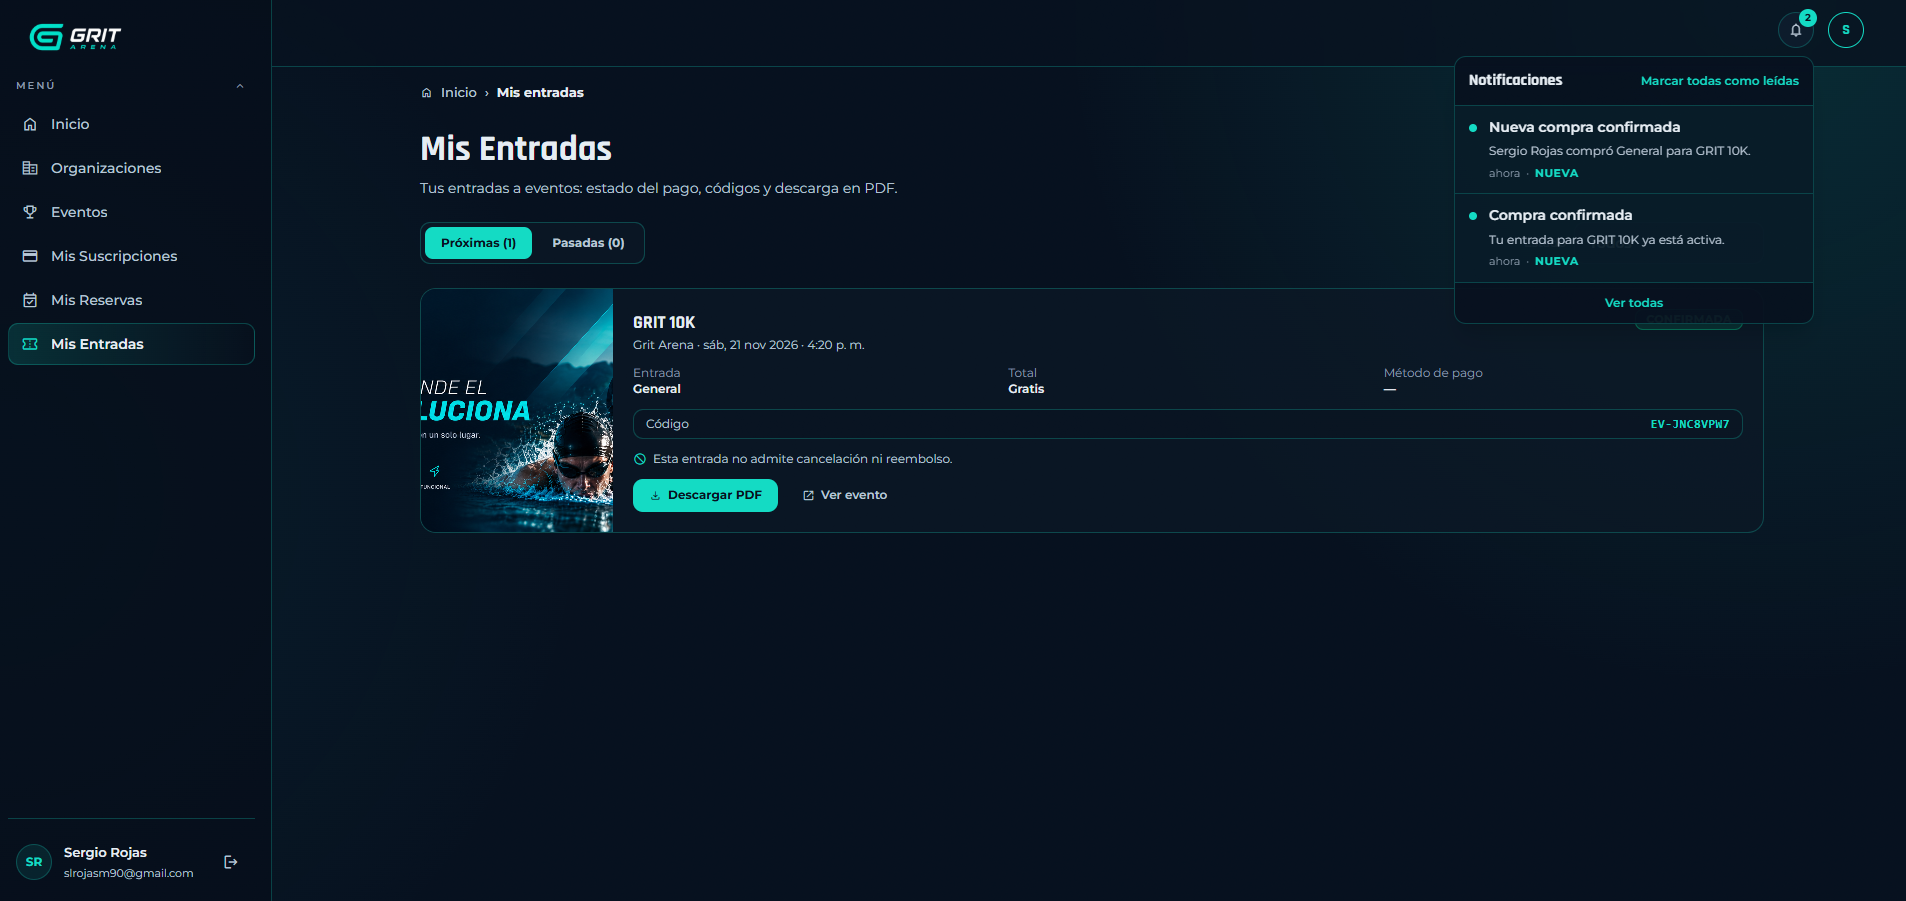 GRIT
ARENA
2
S
MENÚ
Inicio
Organizaciones
Eventos
Mis Suscripciones
Mis Reservas
Mis Entradas
Inicio › Mis entradas
Mis Entradas
Tus entradas a eventos: estado del pago, códigos y descarga en PDF.
Próximas (1)
Pasadas (0)
Notificaciones
Marcar todas como leídas
Nueva compra confirmada
Sergio Rojas compró General para GRIT 10K.
ahora · NUEVA
Compra confirmada
Tu entrada para GRIT 10K ya está activa.
ahora · NUEVA
Ver todas
CONFIRMADA
NDE EL
LUCIONA
en un solo lugar.
FUNCIONAL
GRIT 10K
Grit Arena · sáb, 21 nov 2026 · 4:20 p. m.
Entrada
General
Total
Gratis
Método de pago
—
Código
EV-JNC8VPW7
Esta entrada no admite cancelación ni reembolso.
Descargar PDF
Ver evento
SR
Sergio Rojas
slrojasm90@gmail.com